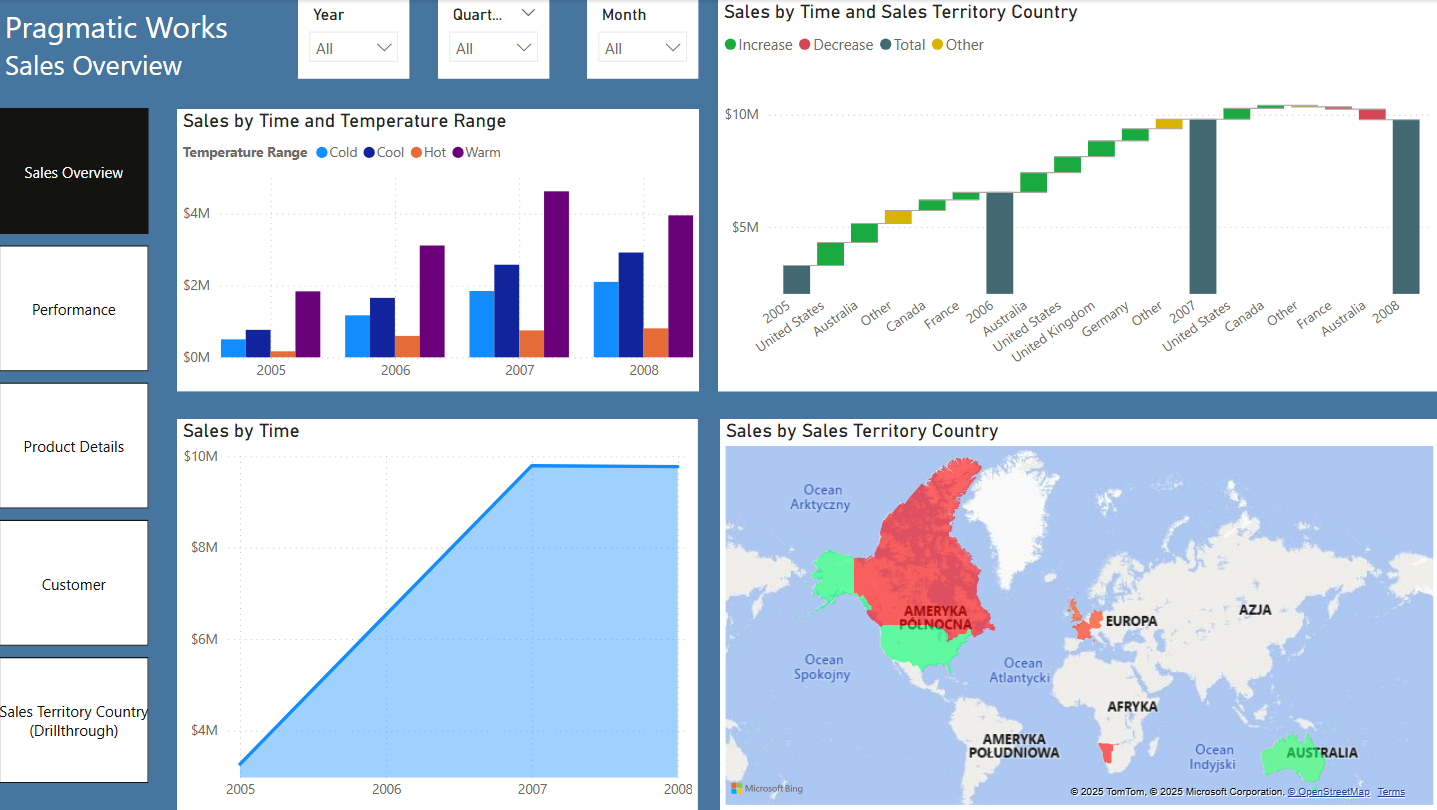 Pragmatic Works
Sales Overview
Year
All
Quart...
All
Month
All
Sales Overview
Performance
Product Details
Customer
Sales Territory Country
(Drillthrough)
Sales by Time and Temperature Range
Temperature Range Cold Cool Hot Warm
$4M
$2M
$0M
2005 2006 2007 2008
Sales by Time and Sales Territory Country
Increase Decrease Total Other
$10M
$5M
2005 United States Australia Other Canada France 2006 Australia United States United Kingdom Germany Other 2007 United States Canada Other France Australia 2008
Sales by Time
$10M
$8M
$6M
$4M
2005 2006 2007 2008
Sales by Sales Territory Country
Ocean
Arktyczny
AMERYKA
PÓŁNOCNA
EUROPA
AZJA
Ocean
Spokojny
Ocean
Atlantycki
AFRYKA
AMERYKA
POŁUDNIOWA
Ocean
Indyjski
AUSTRALIA
Microsoft Bing
© 2025 TomTom, © 2025 Microsoft Corporation, © OpenStreetMap Terms